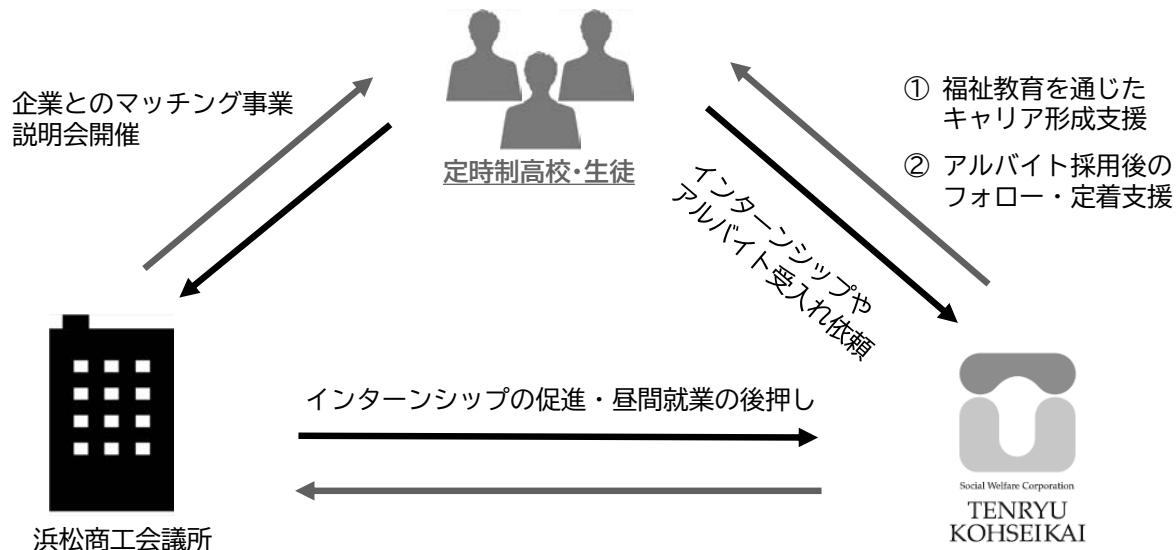 企業とのマッチング事業
説明会開催
定時制高校・生徒
① 福祉教育を通じた
キャリア形成支援
② アルバイト採用後の
フォロー・定着支援
インターンシップや
アルバイト受入れ依頼
インターンシップの促進・昼間就業の後押し
浜松商工会議所
Social Welfare Corporation
TENRYU
KOHSEIKAI